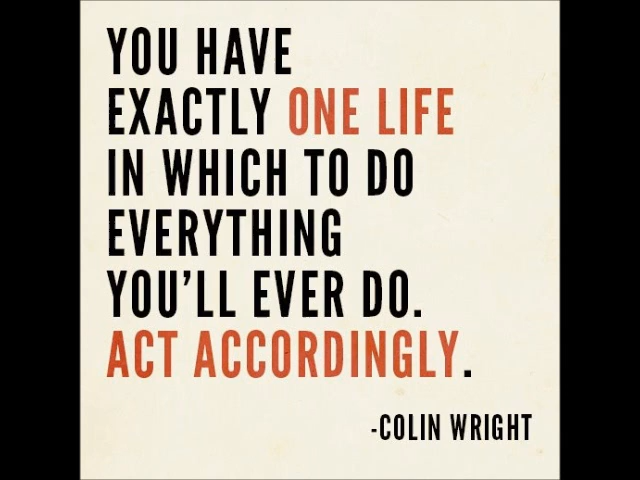 YOU HAVE
EXACTLY ONE LIFE
IN WHICH TO DO
EVERYTHING
YOU'LL EVER DO.
ACT ACCORDINGLY.
-COLIN WRIGHT